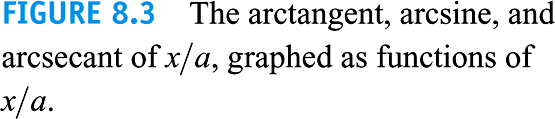 FIGURE 8.3 The arctangent, arcsine, and
arcsecant of x/a, graphed as functions of
x/a.